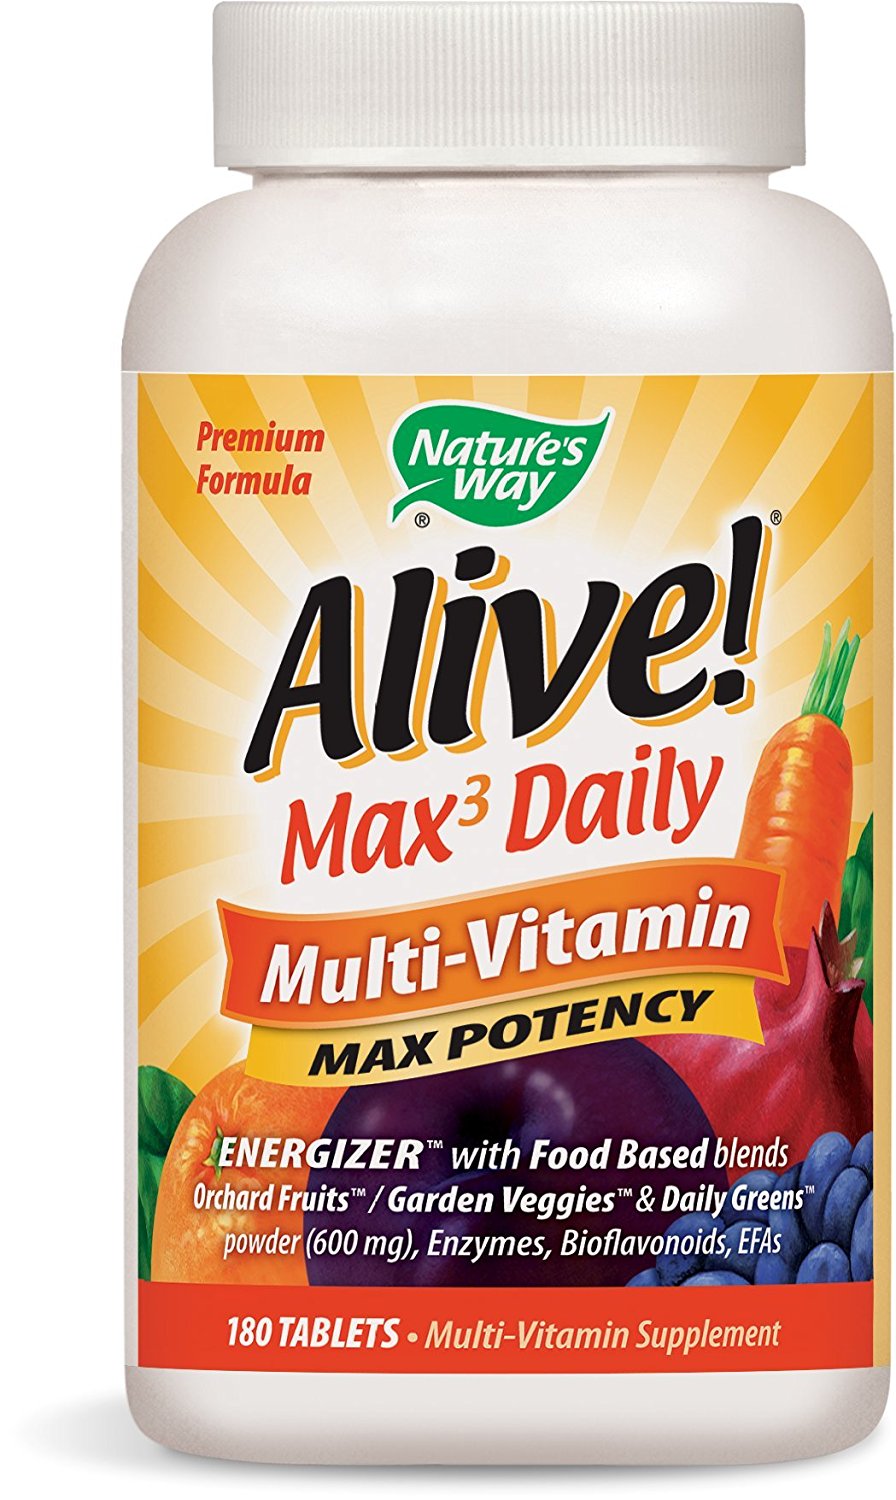 Premium
Formula
Nature's
Way
®
Alive!®
Max³ Daily
Multi-Vitamin
MAX POTENCY
ENERGIZER™ with Food Based blends
Orchard Fruits™ / Garden Veggies™ & Daily Greens™
powder (600 mg), Enzymes, Bioflavonoids, EFAs
180 TABLETS • Multi-Vitamin Supplement